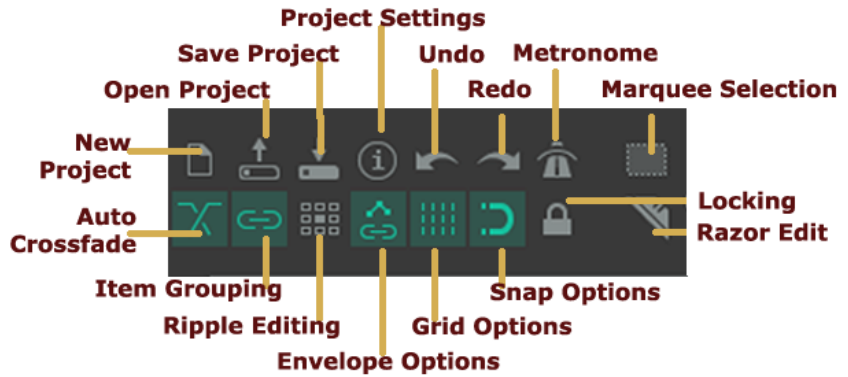 Project Settings
Save Project
Undo
Metronome
Open Project
Redo
Marquee Selection
New
Project
Auto
Crossfade
Locking
Razor Edit
Item Grouping
Snap Options
Ripple Editing
Grid Options
Envelope Options